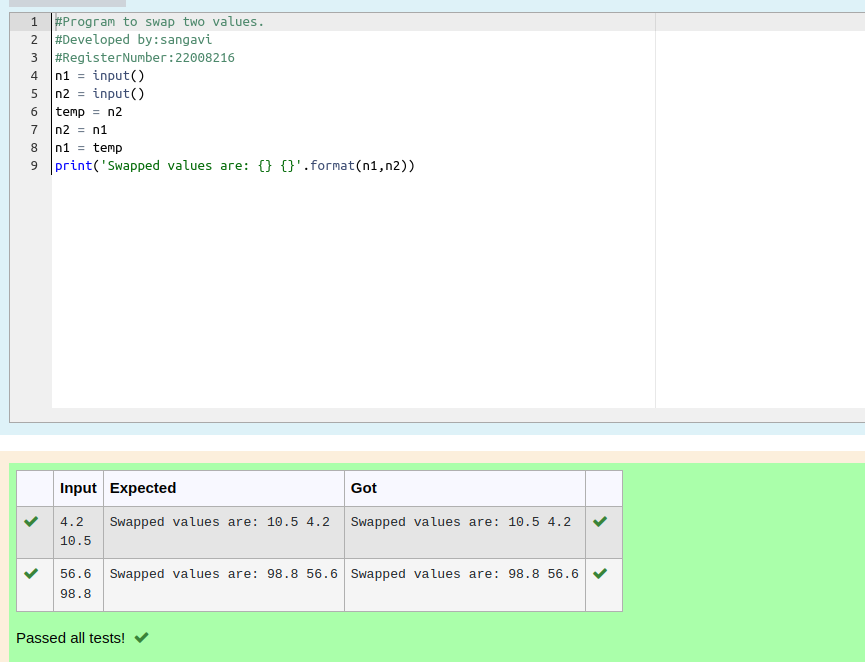 1 #Program to swap two values.
2 #Developed by:sangavi
3 #RegisterNumber:22008216
4 n1 = input()
5 n2 = input()
6 temp = n2
7 n2 = n1
8 n1 = temp
9 print('Swapped values are: {} {}'.format(n1,n2))
Input Expected Got
4.2 Swapped values are: 10.5 4.2 Swapped values are: 10.5 4.2
10.5
56.6 Swapped values are: 98.8 56.6 Swapped values are: 98.8 56.6
98.8
Passed all tests!